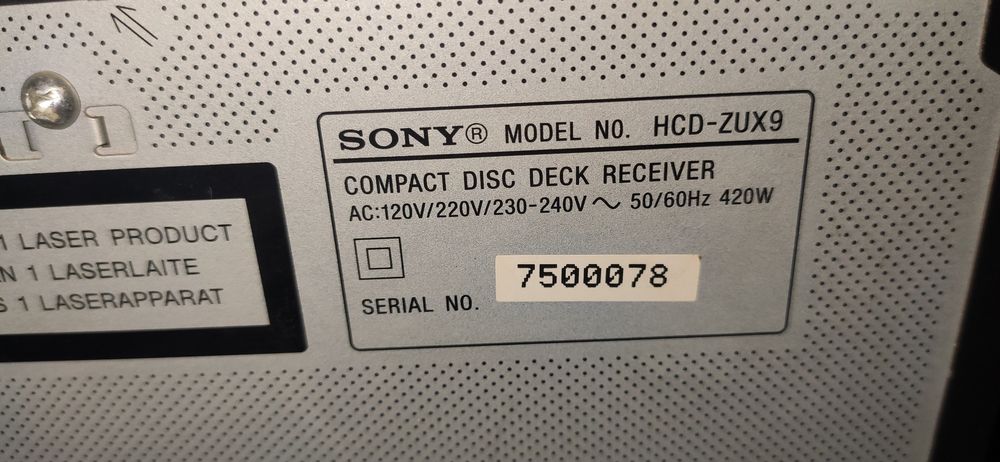 SONY® MODEL NO. HCD-ZUX9
COMPACT DISC DECK RECEIVER
AC:120V/220V/230-240V ～ 50/60Hz 420W
SERIAL NO. 7500078
1 LASER PRODUCT
1 LASERLAITE
1 LASERAPPARAT